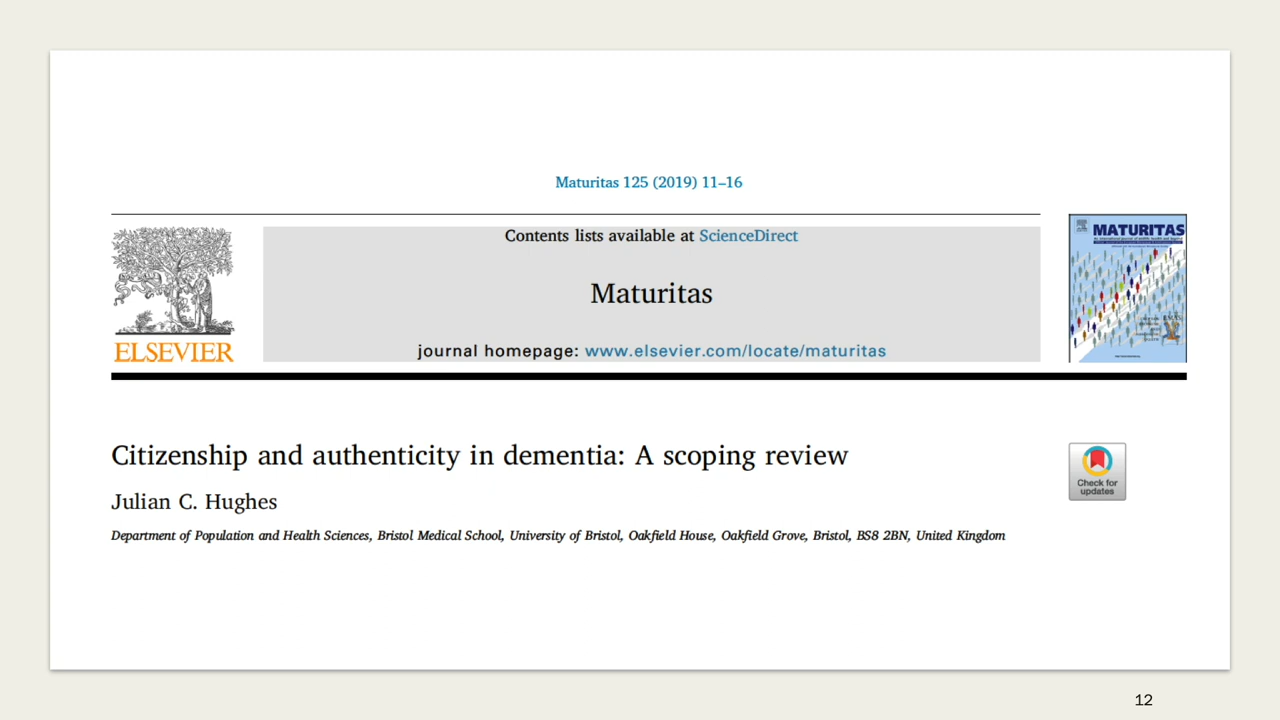 Maturitas 125 (2019) 11–16
Contents lists available at ScienceDirect
Maturitas
journal homepage: www.elsevier.com/locate/maturitas
ELSEVIER
MATURITAS
Citizenship and authenticity in dementia: A scoping review
Check for
updates
Julian C. Hughes
Department of Population and Health Sciences, Bristol Medical School, University of Bristol, Oakfield House, Oakfield Grove, Bristol, BS8 2BN, United Kingdom
12